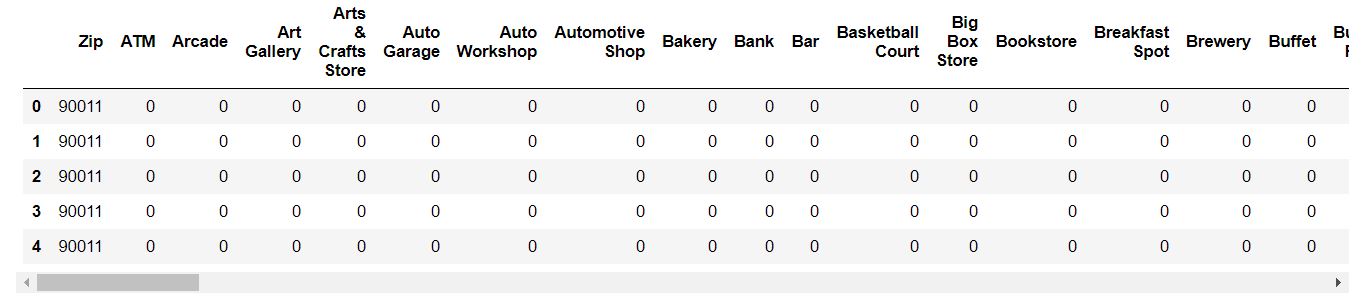 Zip ATM Arcade Art Gallery Arts & Crafts Store Auto Garage Auto Workshop Automotive Shop Bakery Bank Bar Basketball Court Big Box Store Bookstore Breakfast Spot Brewery Buffet
0 90011 0 0 0 0 0 0 0 0 0 0 0 0 0 0 0 0
1 90011 0 0 0 0 0 0 0 0 0 0 0 0 0 0 0 0
2 90011 0 0 0 0 0 0 0 0 0 0 0 0 0 0 0 0
3 90011 0 0 0 0 0 0 0 0 0 0 0 0 0 0 0 0
4 90011 0 0 0 0 0 0 0 0 0 0 0 0 0 0 0 0